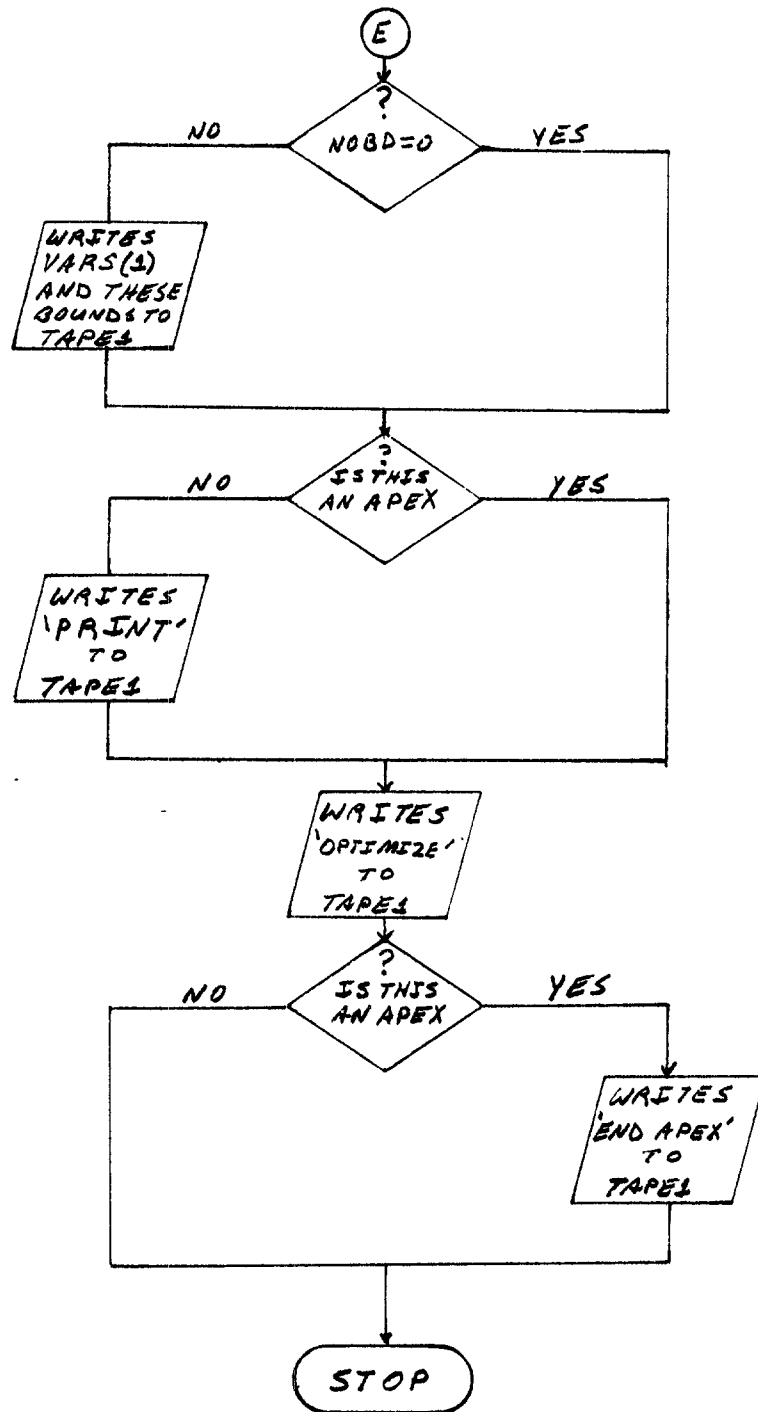 E
?
NOBD=0
NO
YES
WRITES
VARS(1)
AND THESE
BOUNDS TO
TAPE1
?
IS THIS
AN APEX
NO
YES
WRITES
'PRINT'
TO
TAPE1
WRITES
'OPTIMIZE'
TO
TAPE1
?
IS THIS
AN APEX
NO
YES
WRITES
'END APEX'
TO
TAPE1
STOP